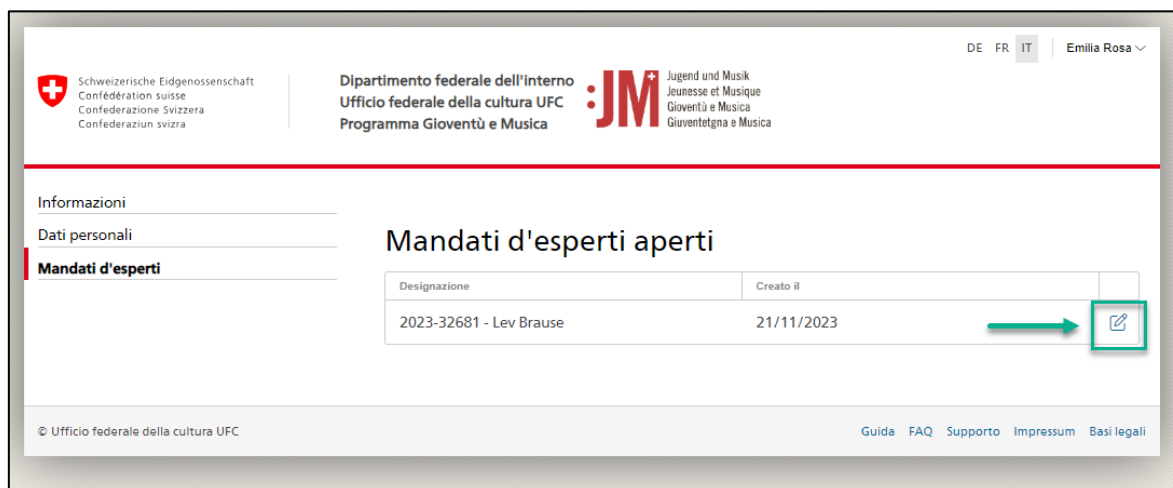 DE FR IT Emilia Rosa
Schweizerische Eidgenossenschaft
Confédération suisse
Confederazione Svizzera
Confederaziun svizra
Dipartimento federale dell'interno
Ufficio federale della cultura UFC
Programma Gioventù e Musica
JM
Jugend und Musik
Jeunesse et Musique
Gioventù e Musica
Giuventetgna e Musica
Informazioni
Dati personali
Mandati d'esperti
Mandati d'esperti aperti
Designazione Creato il
2023-32681 - Lev Brause 21/11/2023
© Ufficio federale della cultura UFC Guida FAQ Supporto Impressum Basi legali